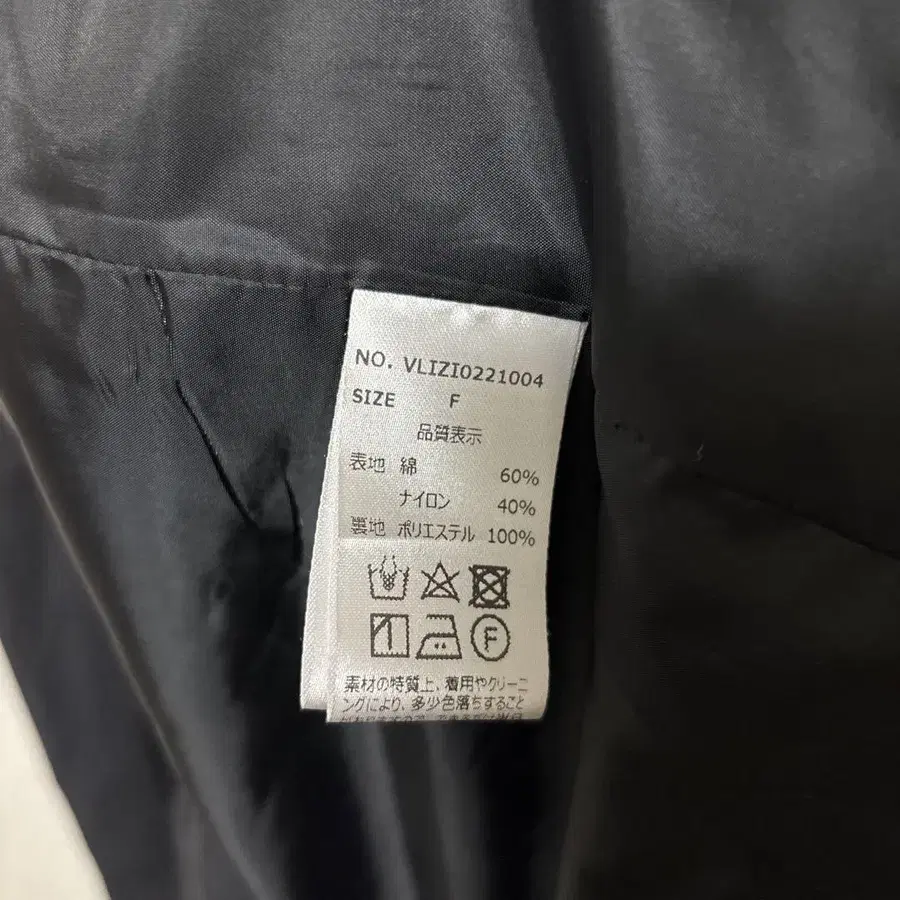 NO. VLIZI0221004
SIZE F
品質表示
表地 綿 60%
ナイロン 40%
裏地 ポリエステル 100%
F
素材の特質上、着用やクリーニ
ングにより、多少色落ちすること